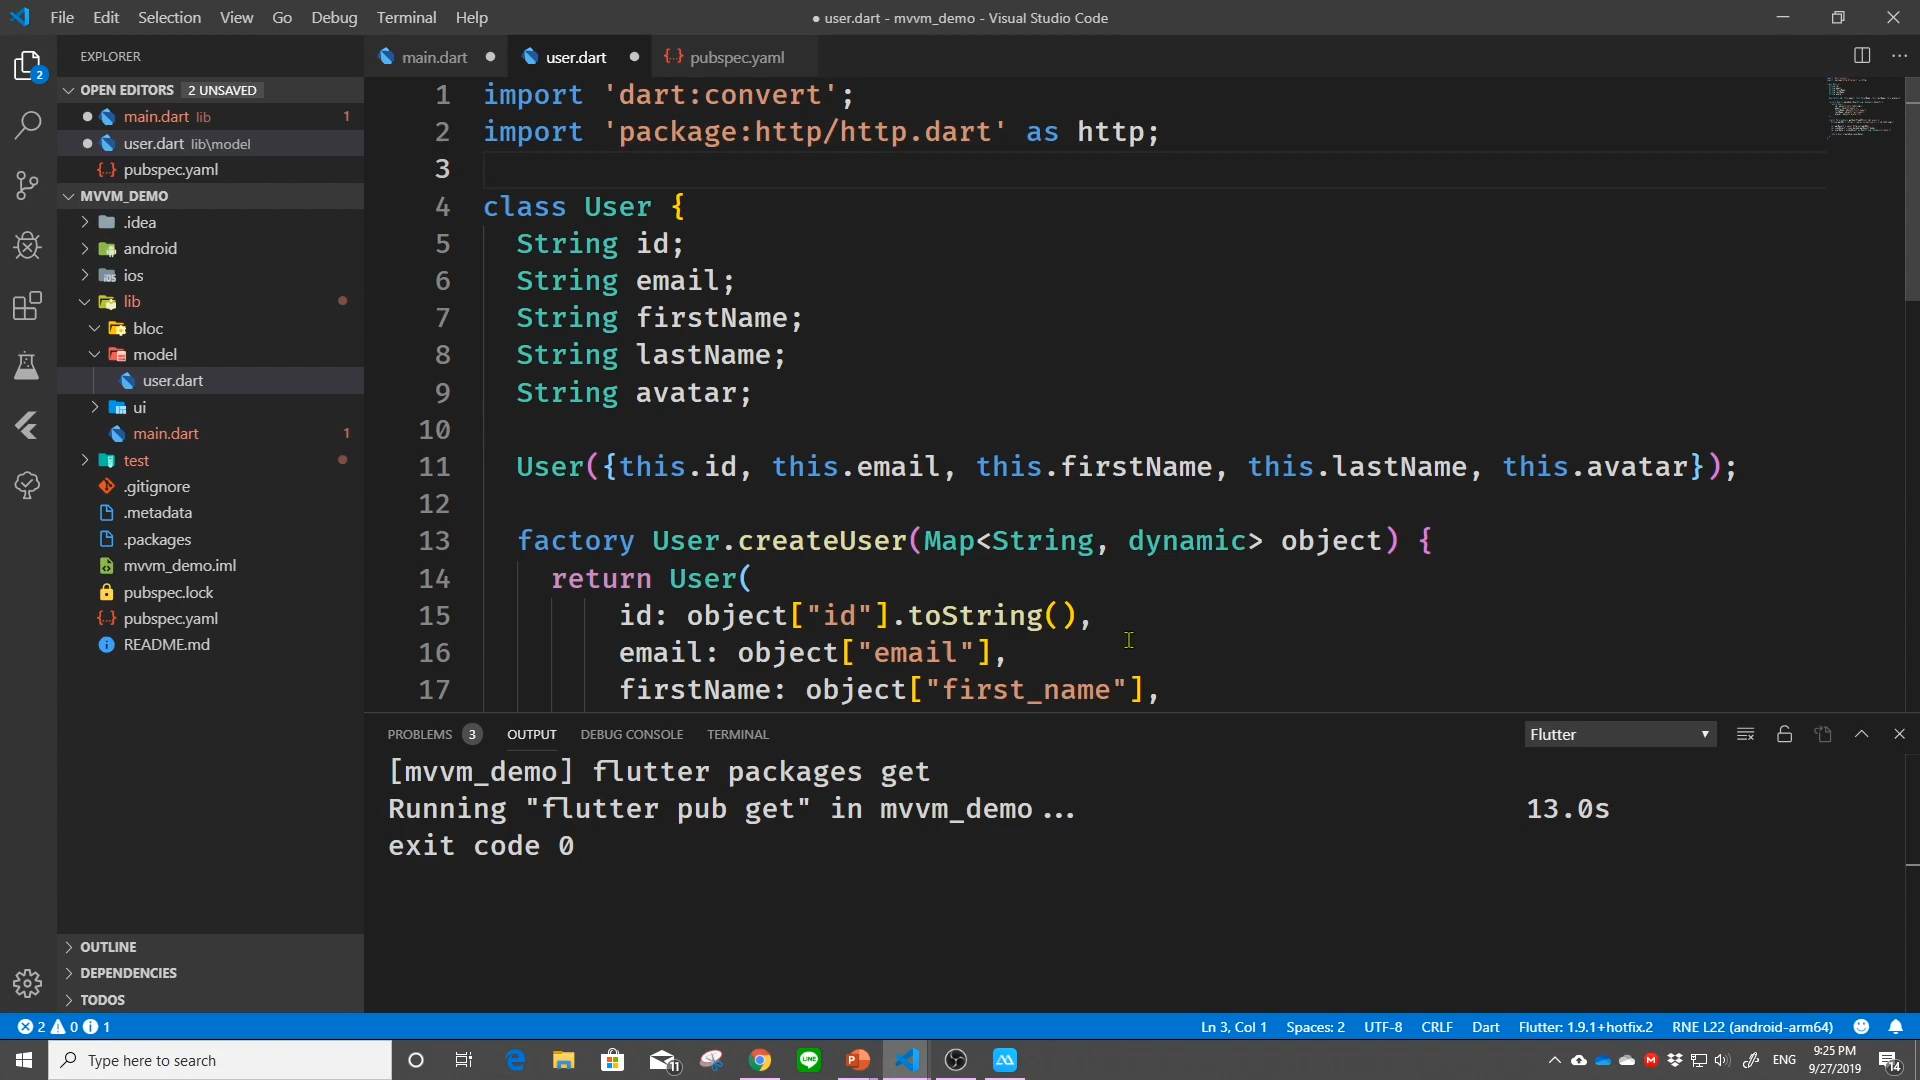 File Edit Selection View Go Debug Terminal Help
● user.dart - mvvm_demo - Visual Studio Code
2
EXPLORER
main.dart
user.dart
pubspec.yaml
OPEN EDITORS 2 UNSAVED
main.dart lib 1
user.dart lib\model
pubspec.yaml
MVVM_DEMO
.idea
android
ios
lib
bloc
model
user.dart
ui
main.dart 1
test
.gitignore
.metadata
.packages
mvvm_demo.iml
pubspec.lock
pubspec.yaml
README.md
OUTLINE
DEPENDENCIES
TODOS
1 import 'dart:convert';
2 import 'package:http/http.dart' as http;
3
4 class User {
5 String id;
6 String email;
7 String firstName;
8 String lastName;
9 String avatar;
10
11 User({this.id, this.email, this.firstName, this.lastName, this.avatar});
12
13 factory User.createUser(Map<String, dynamic> object) {
14 return User(
15 id: object["id"].toString(),
16 email: object["email"],
17 firstName: object["first_name"],
PROBLEMS 3 OUTPUT DEBUG CONSOLE TERMINAL
Flutter
[mvvm_demo] flutter packages get
Running "flutter pub get" in mvvm_demo... 13.0s
exit code 0
2 0 1
Ln 3, Col 1 Spaces: 2 UTF-8 CRLF Dart Flutter: 1.9.1+hotfix.2 RNE L22 (android-arm64)
Type here to search
11
LINE
ENG
9:25 PM
9/27/2019
14